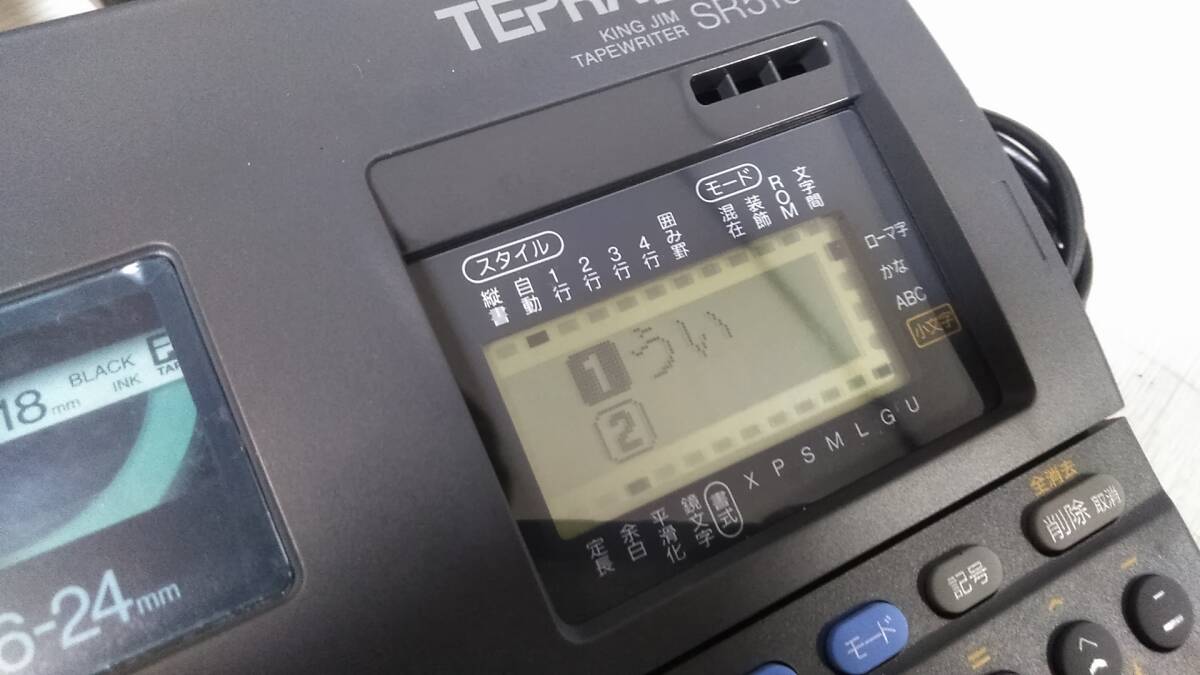 TEPRA
KING JIM
TAPEWRITER SR510
スタイル
縦書
自動
1行
2行
3行
4行
囲み罫
モード
混在
装飾
ROM
文字間
ローマ字
かな
ABC
小文字
1 うい
2
定長
余白
平滑化
鏡文字
書式
X P S M L G U
18mm BLACK INK
6-24mm
全消去
削除 取消
記号
モード